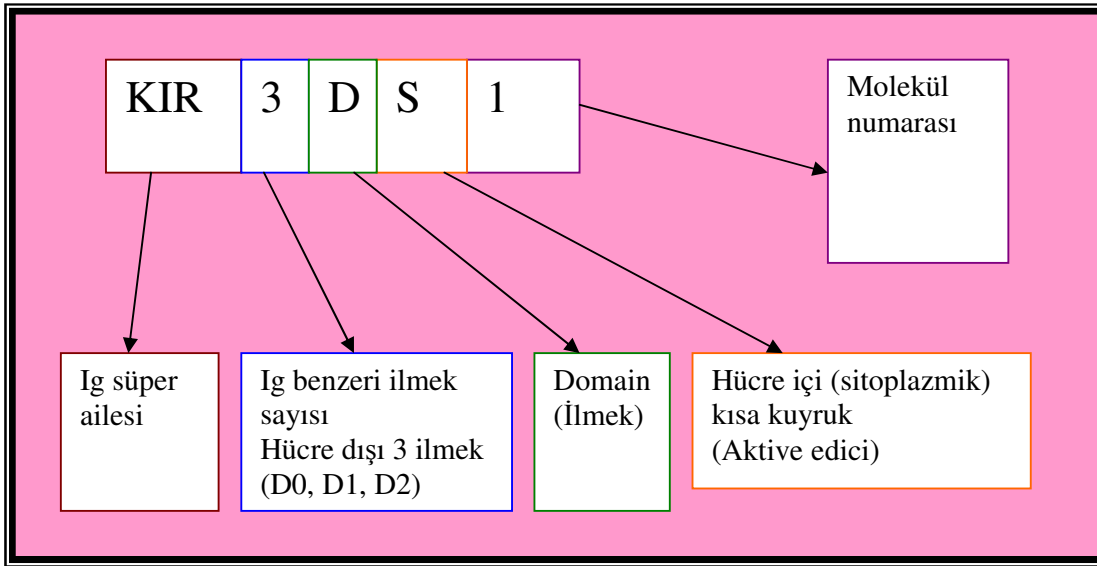 KIR 3 D S 1
Molekül
numarası
Ig süper
ailesi
Ig benzeri ilmek
sayısı
Hücre dışı 3 ilmek
(D0, D1, D2)
Domain
(İlmek)
Hücre içi (sitoplazmik)
kısa kuyruk
(Aktive edici)